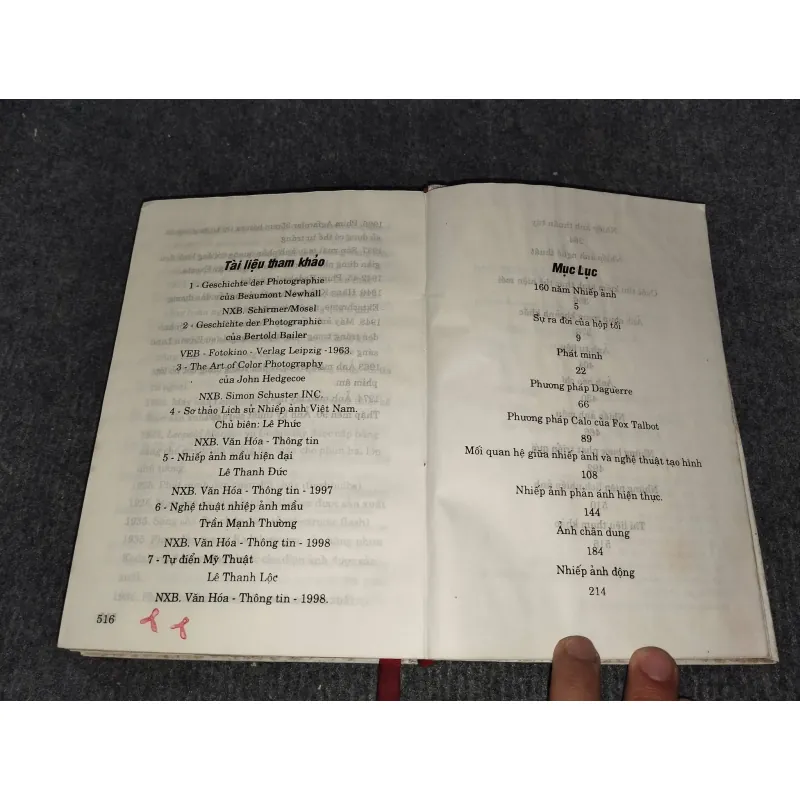 Tài liệu tham khảo
1 - Geschichte der Photographie
của Beaumont Newhall
NXB. Schirmer/Mosel
2 - Geschichte der Photographic
của Bertold Bailer
VEB - Fotokino - Verlag Leipzig -1963.
3 - The Art of Color Photography
của John Hedgecoe
NXB. Simon Schuster INC.
4 - Sơ thảo Lịch sử Nhiếp ảnh Việt Nam.
Chủ biên: Lê Phức
NXB. Văn Hóa - Thông tin
5 - Nhiếp ảnh mầu hiện đại
Lê Thanh Đức
NXB. Văn Hóa - Thông tin - 1997
6 - Nghệ thuật nhiệp ảnh mầu
Trần Mạnh Thường
NXB. Văn Hóa - Thông tin - 1998
7 - Tự điển Mỹ Thuật
Lê Thanh Lộc
NXB. Văn Hóa - Thông tin - 1998.
516
Mục Lục
160 năm Nhiếp ảnh
5
Sự ra đời của hộp tối
9
Phát minh
22
Phương pháp Daguerre
66
Phương pháp Calo của Fox Talbot
89
Mối quan hệ giữa nhiếp ảnh và nghệ thuật tạo hình
108
Nhiếp ảnh phản ánh hiện thực.
144
Ảnh chân dung
184
Nhiếp ảnh động
214